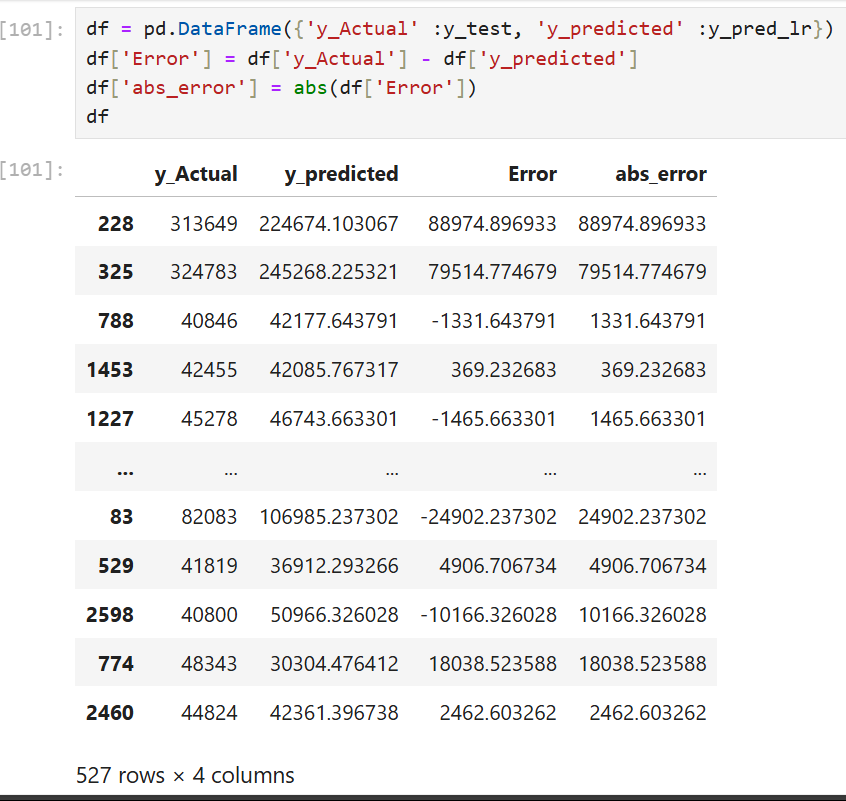 [101]: df = pd.DataFrame({'y_Actual' :y_test, 'y_predicted' :y_pred_lr})
df['Error'] = df['y_Actual'] - df['y_predicted']
df['abs_error'] = abs(df['Error'])
df
[101]: y_Actual y_predicted Error abs_error
228 313649 224674.103067 88974.896933 88974.896933
325 324783 245268.225321 79514.774679 79514.774679
788 40846 42177.643791 -1331.643791 1331.643791
1453 42455 42085.767317 369.232683 369.232683
1227 45278 46743.663301 -1465.663301 1465.663301
... ... ... ... ...
83 82083 106985.237302 -24902.237302 24902.237302
529 41819 36912.293266 4906.706734 4906.706734
2598 40800 50966.326028 -10166.326028 10166.326028
774 48343 30304.476412 18038.523588 18038.523588
2460 44824 42361.396738 2462.603262 2462.603262
527 rows × 4 columns